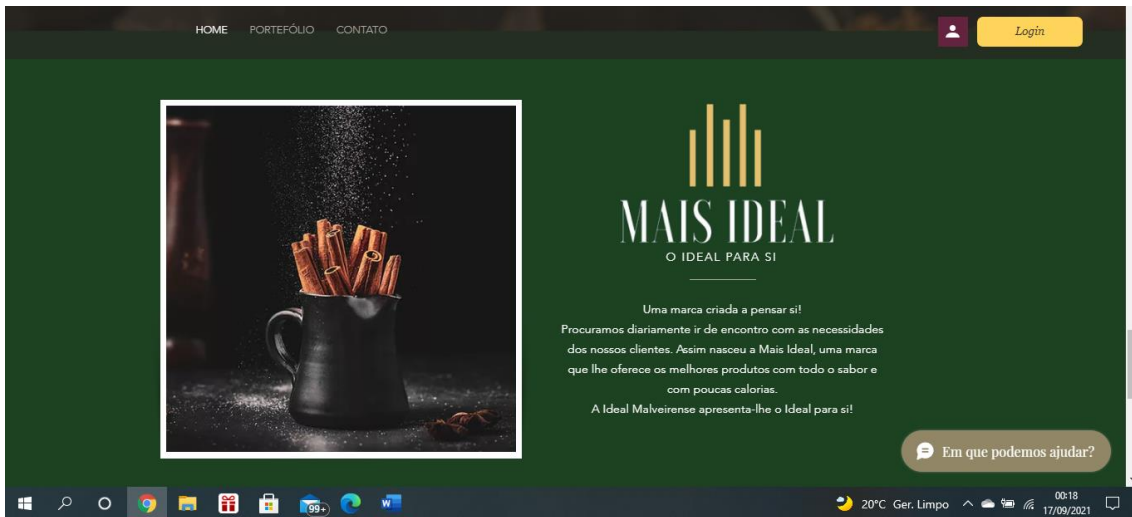 HOME PORTEFÓLIO CONTATO
Login
MAIS IDEAL
O IDEAL PARA SI
Uma marca criada a pensar si!
Procuramos diariamente ir de encontro com as necessidades
dos nossos clientes. Assim nasceu a Mais Ideal, uma marca
que lhe oferece os melhores produtos com todo o sabor e
com poucas calorias.
A Ideal Malveirense apresenta-lhe o Ideal para si!
Em que podemos ajudar?
99+
W
20°C Ger. Limpo
00:18
17/09/2021